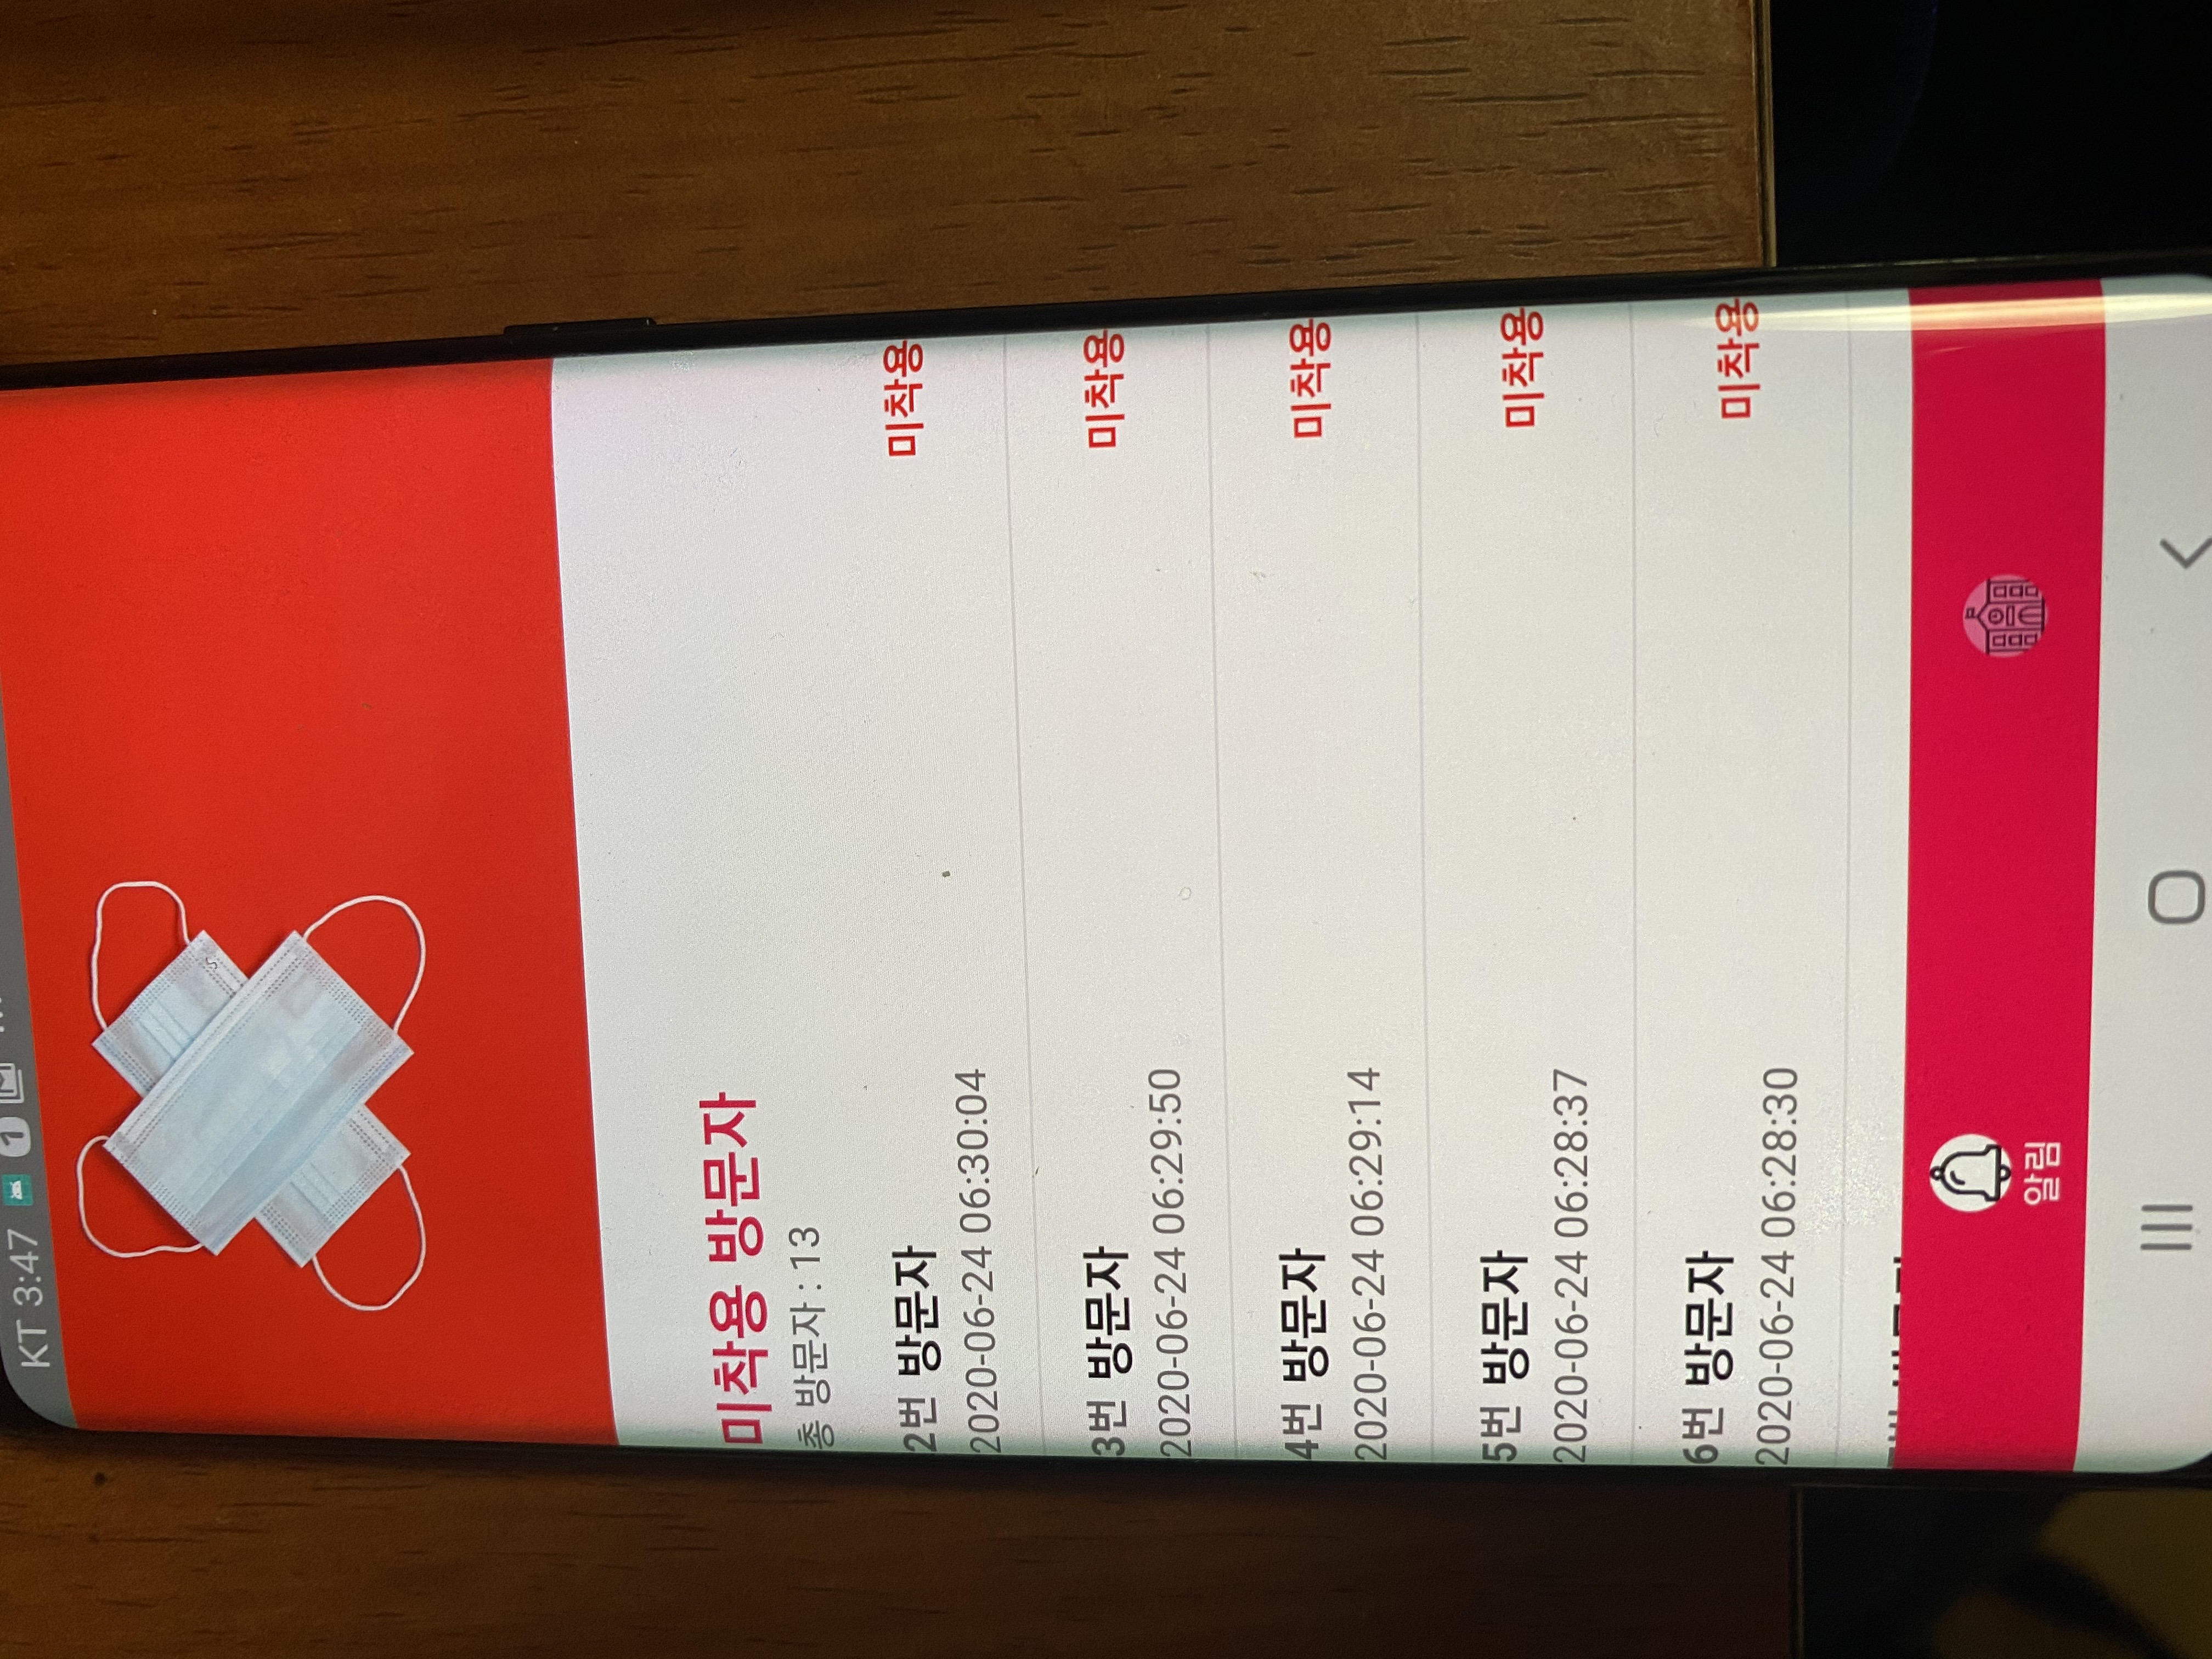 KT 3:47
미착용 방문자
총 방문자 : 13
2번 방문자
미착용
2020-06-24 06:30:04
3번 방문자
미착용
2020-06-24 06:29:50
4번 방문자
미착용
2020-06-24 06:29:14
5번 방문자
미착용
2020-06-24 06:28:37
6번 방문자
미착용
2020-06-24 06:28:30
알림